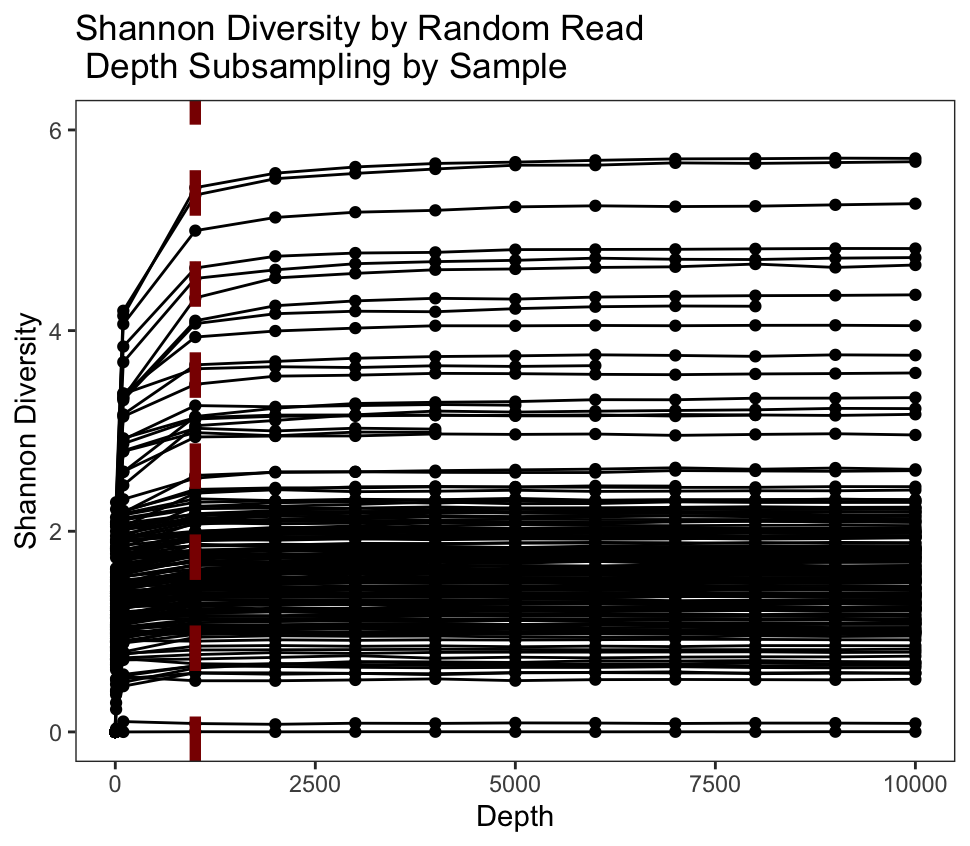 Shannon Diversity by Random Read
Depth Subsampling by Sample
Shannon Diversity
6
4
2
0
0 2500 5000 7500 10000
Depth